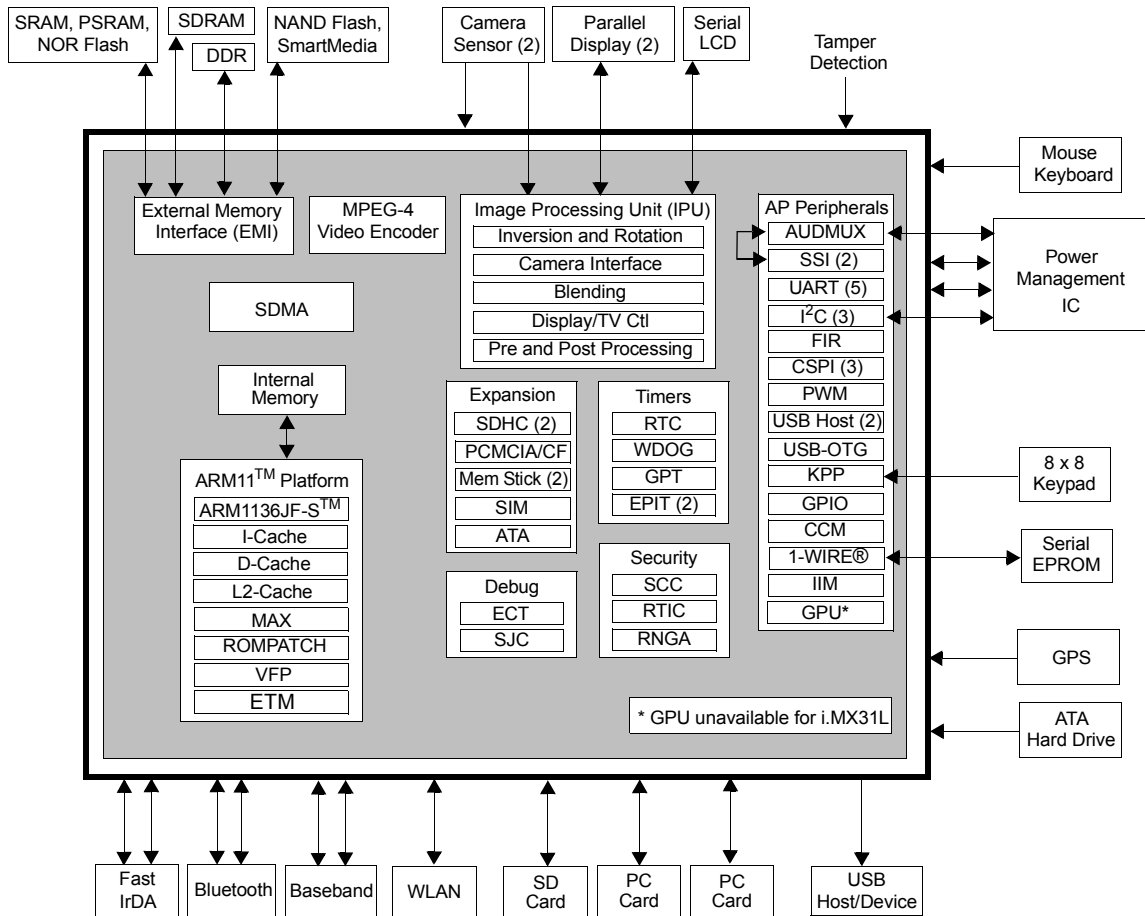 SRAM, PSRAM,
NOR Flash
SDRAM
DDR
NAND Flash,
SmartMedia
Camera
Sensor (2)
Parallel
Display (2)
Serial
LCD
Tamper
Detection
External Memory
Interface (EMI)
MPEG-4
Video Encoder
SDMA
Internal
Memory
ARM11™ Platform
ARM1136JF-S™
I-Cache
D-Cache
L2-Cache
MAX
ROMPATCH
VFP
ETM
Image Processing Unit (IPU)
Inversion and Rotation
Camera Interface
Blending
Display/TV Ctl
Pre and Post Processing
Expansion
SDHC (2)
PCMCIA/CF
Mem Stick (2)
SIM
ATA
Timers
RTC
WDOG
GPT
EPIT (2)
Debug
ECT
SJC
Security
SCC
RTIC
RNGA
AP Peripherals
AUDMUX
SSI (2)
UART (5)
I²C (3)
FIR
CSPI (3)
PWM
USB Host (2)
USB-OTG
KPP
GPIO
CCM
1-WIRE®
IIM
GPU*
* GPU unavailable for i.MX31L
Mouse
Keyboard
Power
Management
IC
8 x 8
Keypad
Serial
EPROM
GPS
ATA
Hard Drive
Fast
IrDA
Bluetooth
Baseband
WLAN
SD
Card
PC
Card
PC
Card
USB
Host/Device